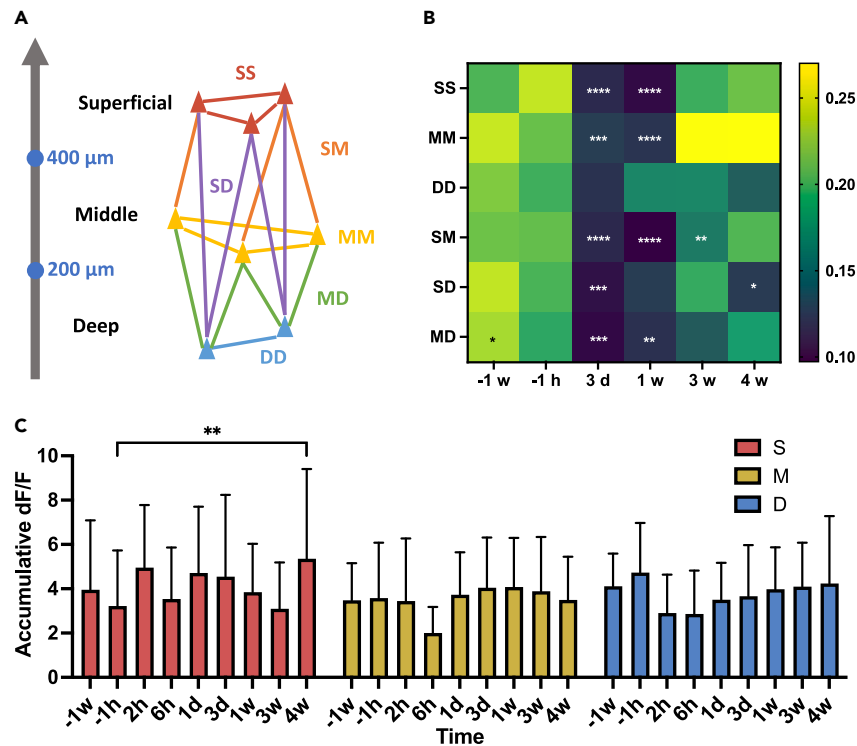 A
Superficial
400 µm
Middle
200 µm
Deep
SS
SM
SD
MM
MD
DD
B
SS **** ****
MM *** ****
DD
SM **** **** **
SD *** *
MD * *** **
-1 w -1 h 3 d 1 w 3 w 4 w
0.25
0.20
0.15
0.10
C
**
S
M
D
Accumulative dF/F
10
8
6
4
2
0
-1w -1h 2h 6h 1d 3d 1w 3w 4w -1w -1h 2h 6h 1d 3d 1w 3w 4w -1w -1h 2h 6h 1d 3d 1w 3w 4w
Time